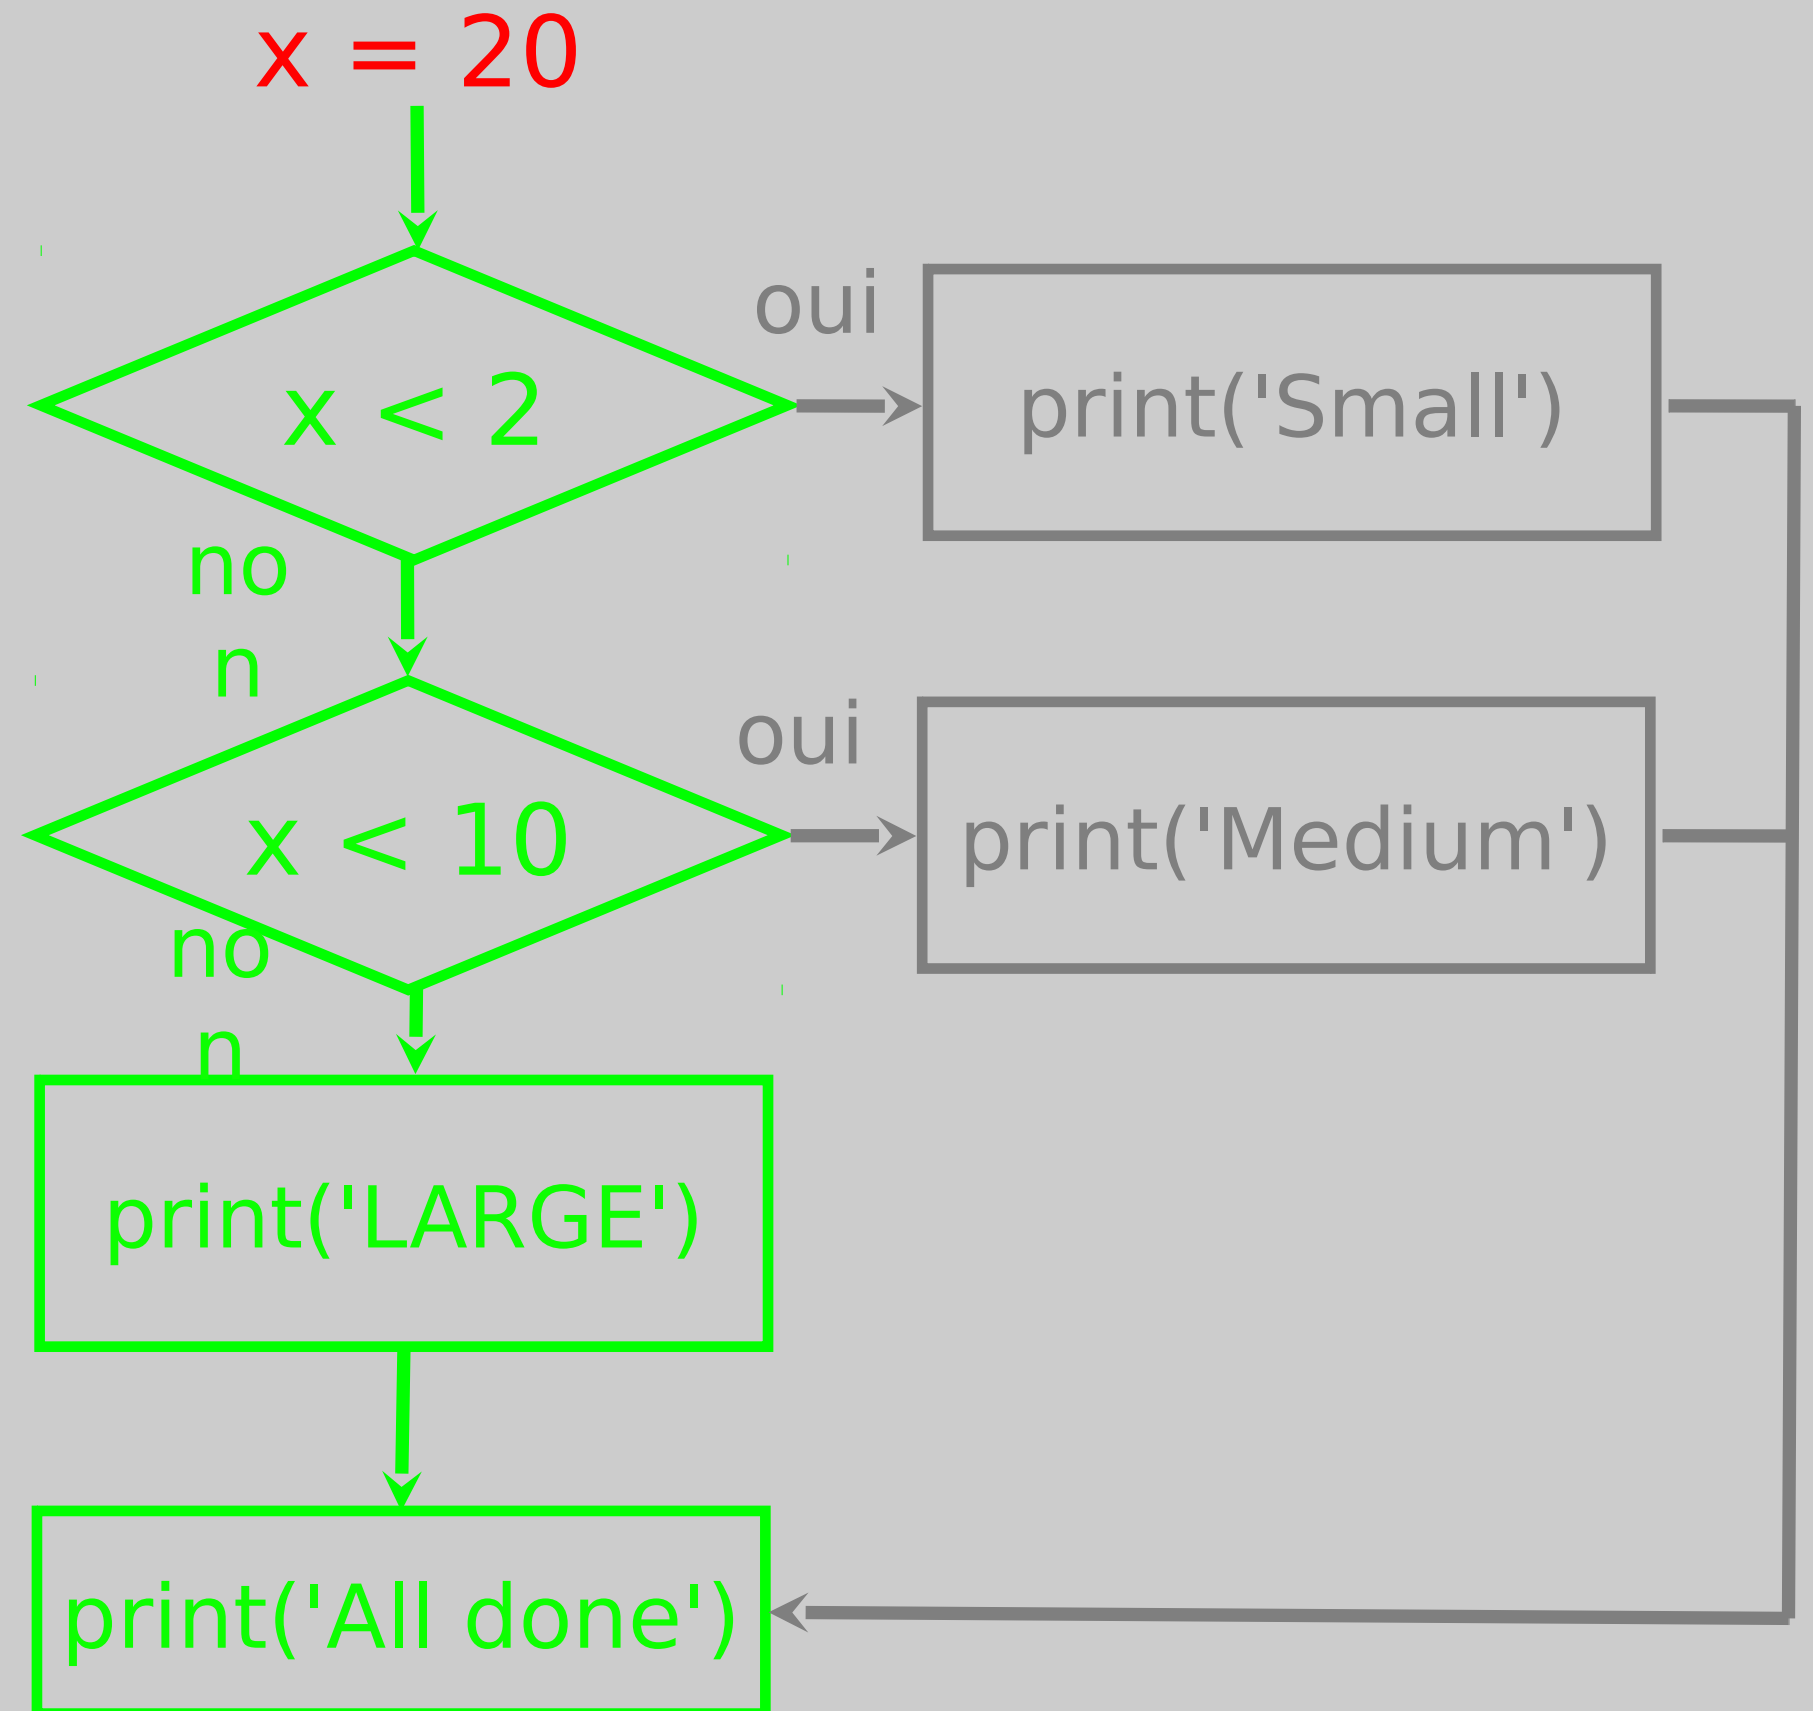 x = 20
oui
x < 2
print('Small')
no
n
oui
x < 10
print('Medium')
no
n
print('LARGE')
print('All done')